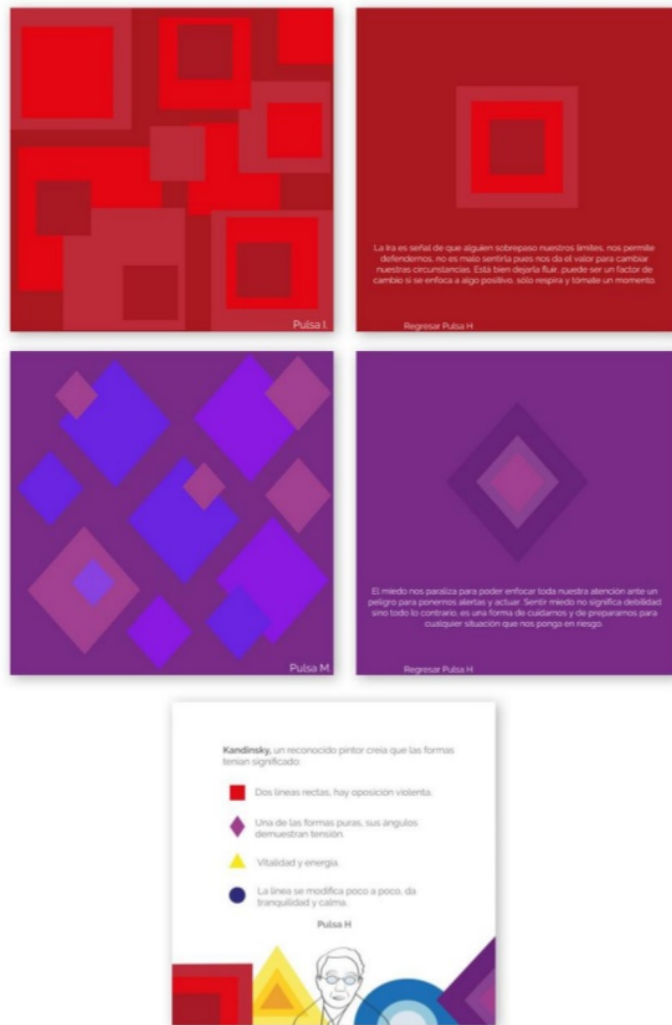 La Ira es señal de que alguien sobrepaso nuestros límites, nos permite
defendernos, no es malo sentirla pues nos da el valor para cambiar
nuestras circunstancias. Está bien dejarla fluir, puede ser un factor de
cambio si se enfoca a algo positivo, sólo respira y tómate un momento.
Pulsa I.
Regresar Pulsa H
El miedo nos paraliza para poder enfocar toda nuestra atención ante un
peligro para ponernos alertas y actuar. Sentir miedo no significa debilidad
sino todo lo contrario, es una forma de cuidarnos y de prepararnos para
cualquier situación que nos ponga en riesgo.
Pulsa M.
Regresar Pulsa H
Kandinsky, un reconocido pintor creía que las formas
tenían significado:
Dos líneas rectas, hay oposición violenta.
Una de las formas puras, sus ángulos
demuestran tensión.
Vitalidad y energía.
La línea se modifica poco a poco, da
tranquilidad y calma.
Pulsa H